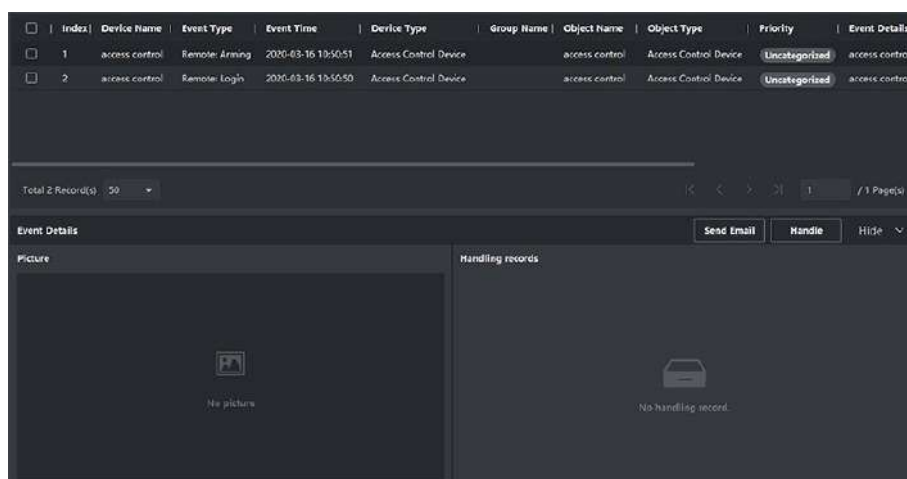 Index Device Name Event Type Event Time Device Type Group Name Object Name Object Type Priority Event Details
1 access control Remote: Arming 2020-03-16 10:50:51 Access Control Device access control Access Control Device Uncategorized access contro
2 access control Remote: Login 2020-03-16 10:50:50 Access Control Device access control Access Control Device Uncategorized access contro
Total 2 Record(s) 50 1 / 1 Page(s)
Event Details Send Email Handle Hide
Picture Handling records
No picture
No handling record.